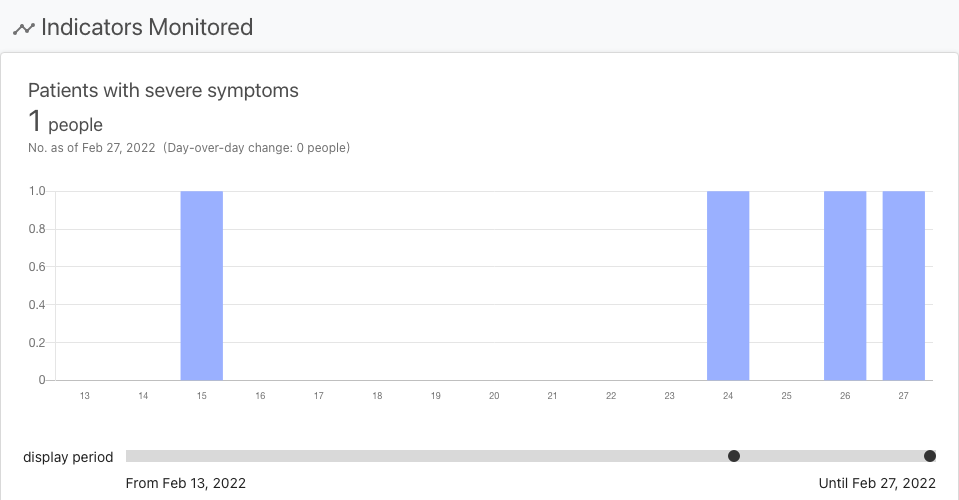 Indicators Monitored
Patients with severe symptoms
1 people
No. as of Feb 27, 2022 (Day-over-day change: 0 people)
1.0
0.8
0.6
0.4
0.2
0
13 14 15 16 17 18 19 20 21 22 23 24 25 26 27
display period
From Feb 13, 2022 Until Feb 27, 2022